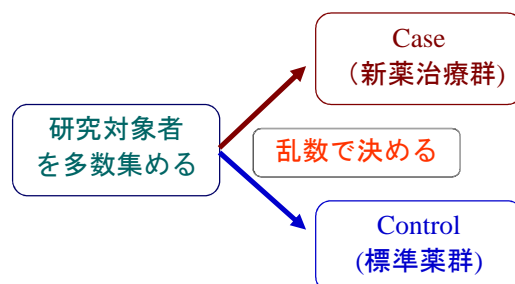 Case
（新薬治療群)
研究対象者
を多数集める
乱数で決める
Control
(標準薬群)